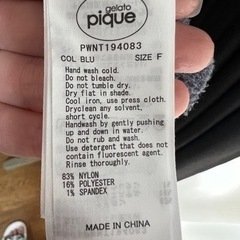 gelato
pique
PWNT194083
COL BLU SIZE F
Hand wash cold.
Do not bleach.
Do not tumble dry.
Dry flat in shade.
Cool iron, use press cloth.
Dryclean any solvent,
short cycle.
Handwash by gently pushing
up and down in water.
Do not rub and wash.
Use detergent that does not
contain fluorescent agent.
Rinse thoroughly.
83% NYLON
16% POLYESTER
1% SPANDEX
MADE IN CHINA